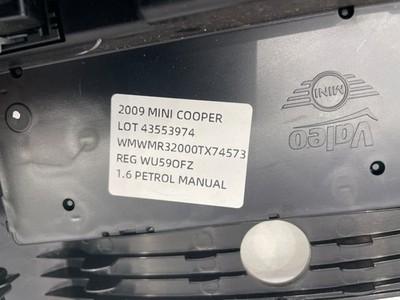 2009 MINI COOPER
LOT 43553974
WMWMR32000TX74573
REG WU59OFZ
1.6 PETROL MANUAL
MINI
Valeo